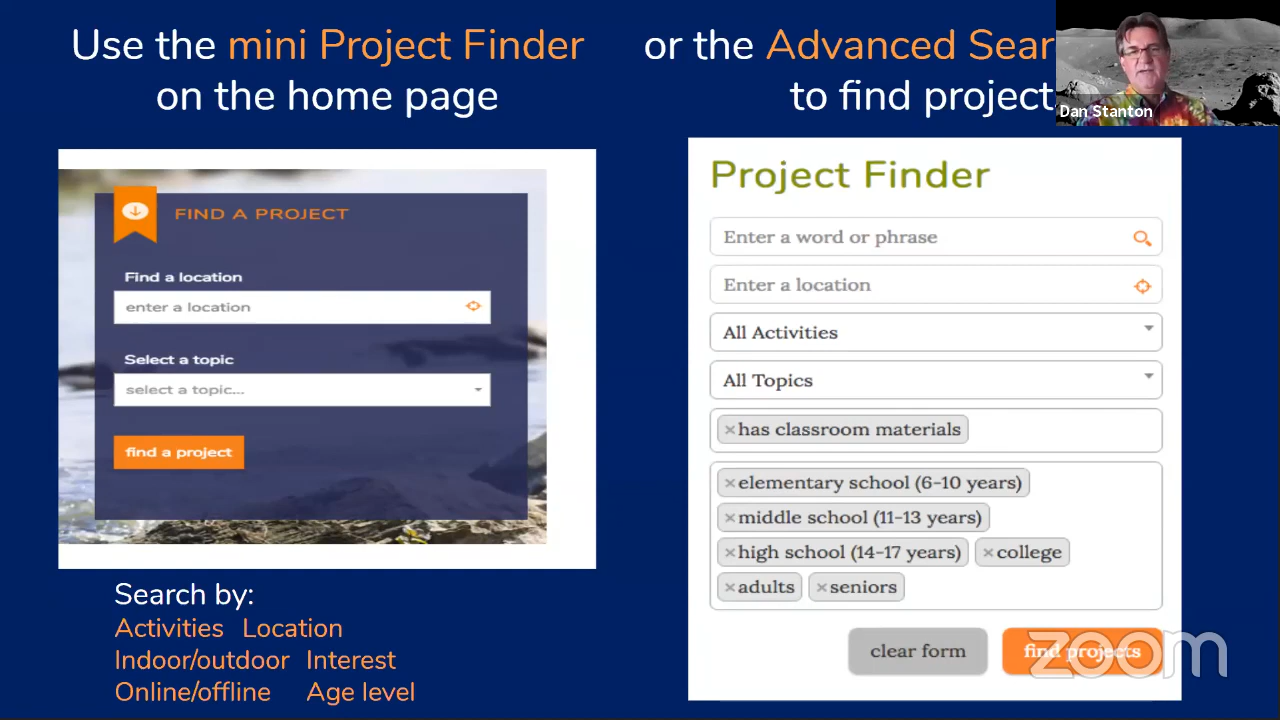 Use the mini Project Finder
on the home page
or the Advanced Sear
to find project
Dan Stanton
FIND A PROJECT
Find a location
enter a location
Select a topic
select a topic...
find a project
Search by:
Activities Location
Indoor/outdoor Interest
Online/offline Age level
Project Finder
Enter a word or phrase
Enter a location
All Activities
All Topics
×has classroom materials
×elementary school (6-10 years)
×middle school (11-13 years)
×high school (14-17 years) ×college
×adults ×seniors
clear form find projects
zoom